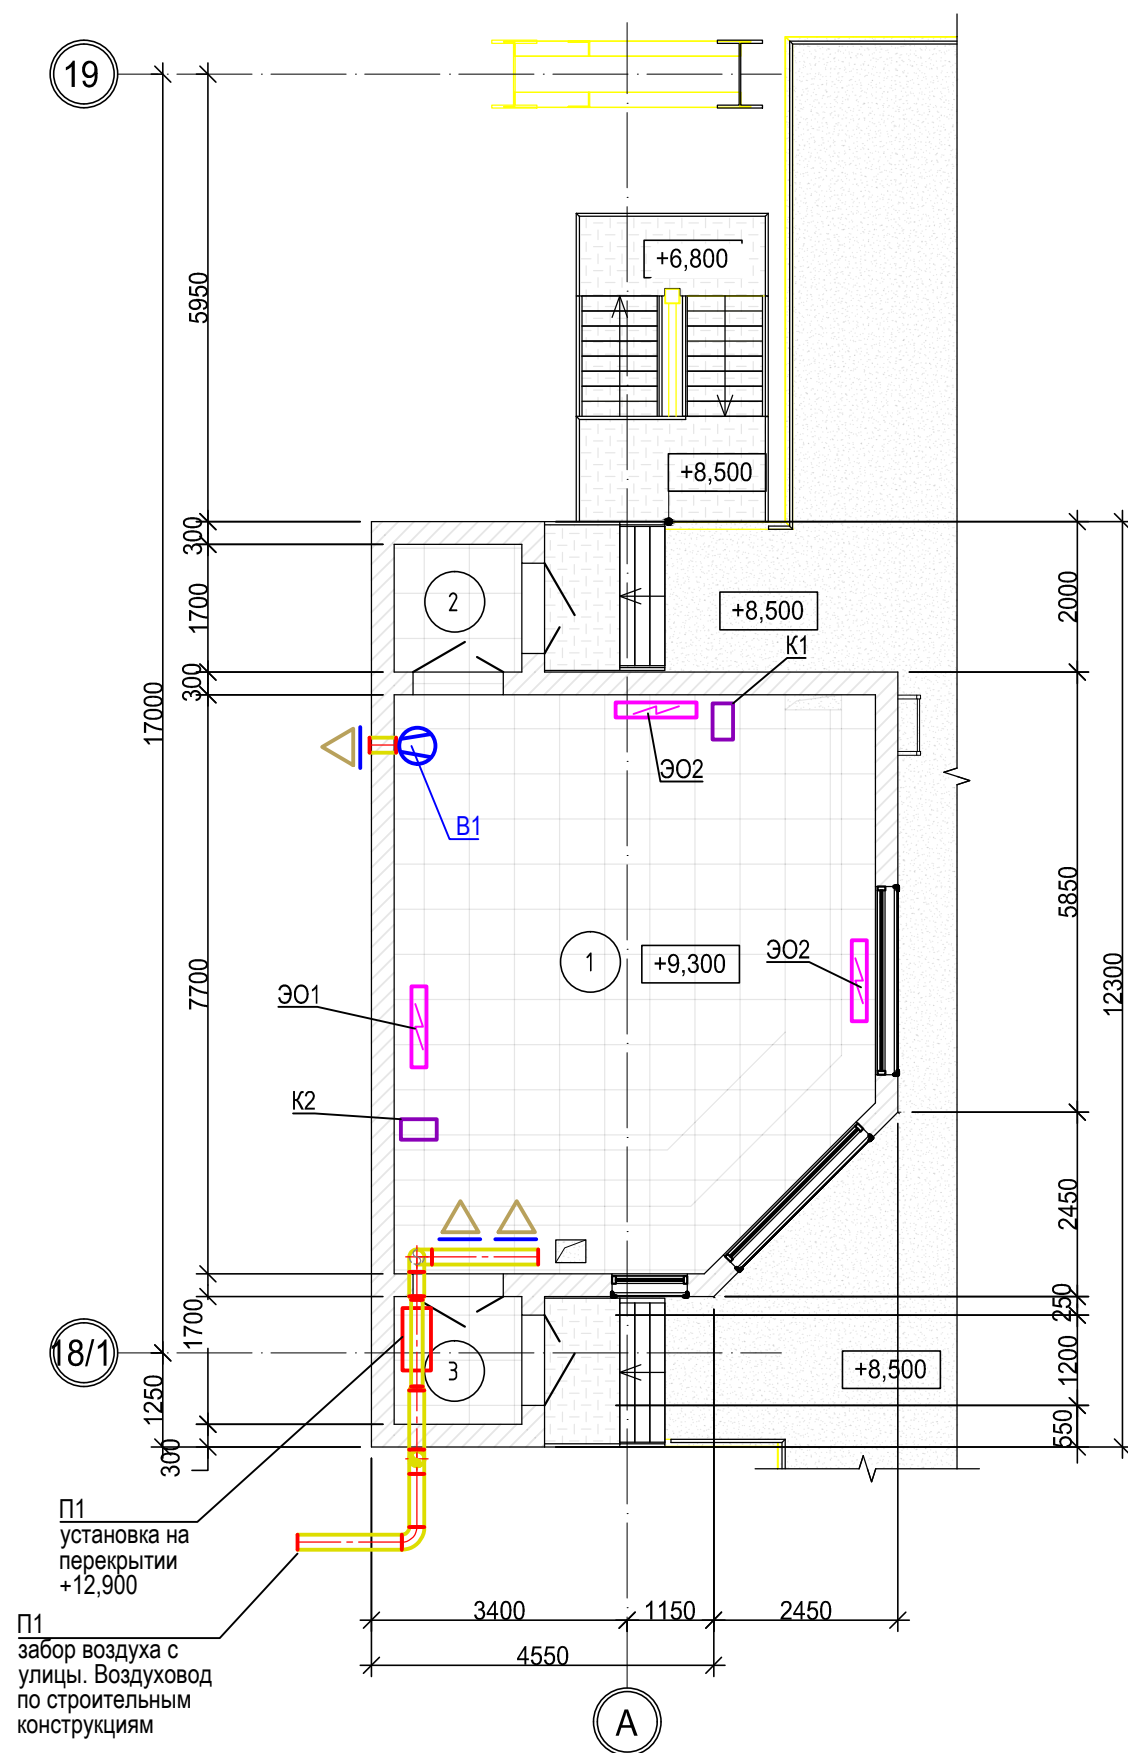 19
+6,800
5950
+8,500
300
1700
2
+8,500
2000
К1
300
17000
ЭО2
В1
5850
7700
1
+9,300
ЭО2
12300
ЭО1
К2
2450
250
1700
18/1
3
+8,500
1200
1250
550
300
П1
установка на
перекрытии
+12,900
3400
1150
2450
П1
забор воздуха с
улицы. Воздуховод
по строительным
конструкциям
4550
А